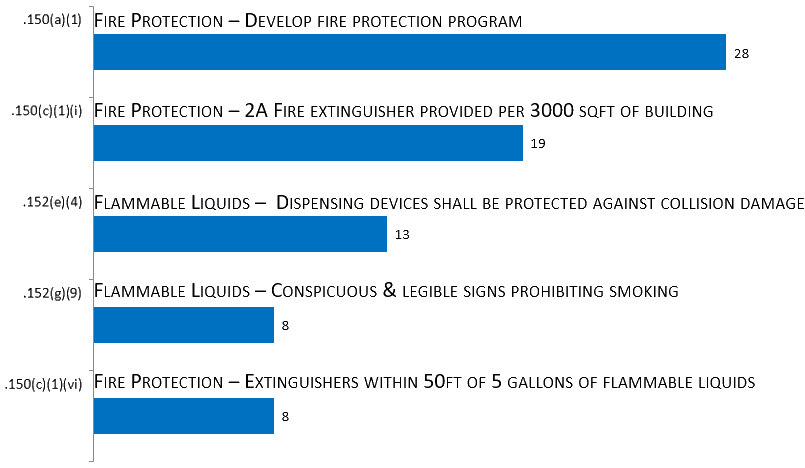 .150(a)(1) Fire Protection – Develop fire protection program
28
.150(c)(1)(i) Fire Protection – 2A Fire extinguisher provided per 3000 sqft of building
19
.152(e)(4) Flammable Liquids – Dispensing devices shall be protected against collision damage
13
.152(g)(9) Flammable Liquids – Conspicuous & legible signs prohibiting smoking
8
.150(c)(1)(vi) Fire Protection – Extinguishers within 50ft of 5 gallons of flammable liquids
8